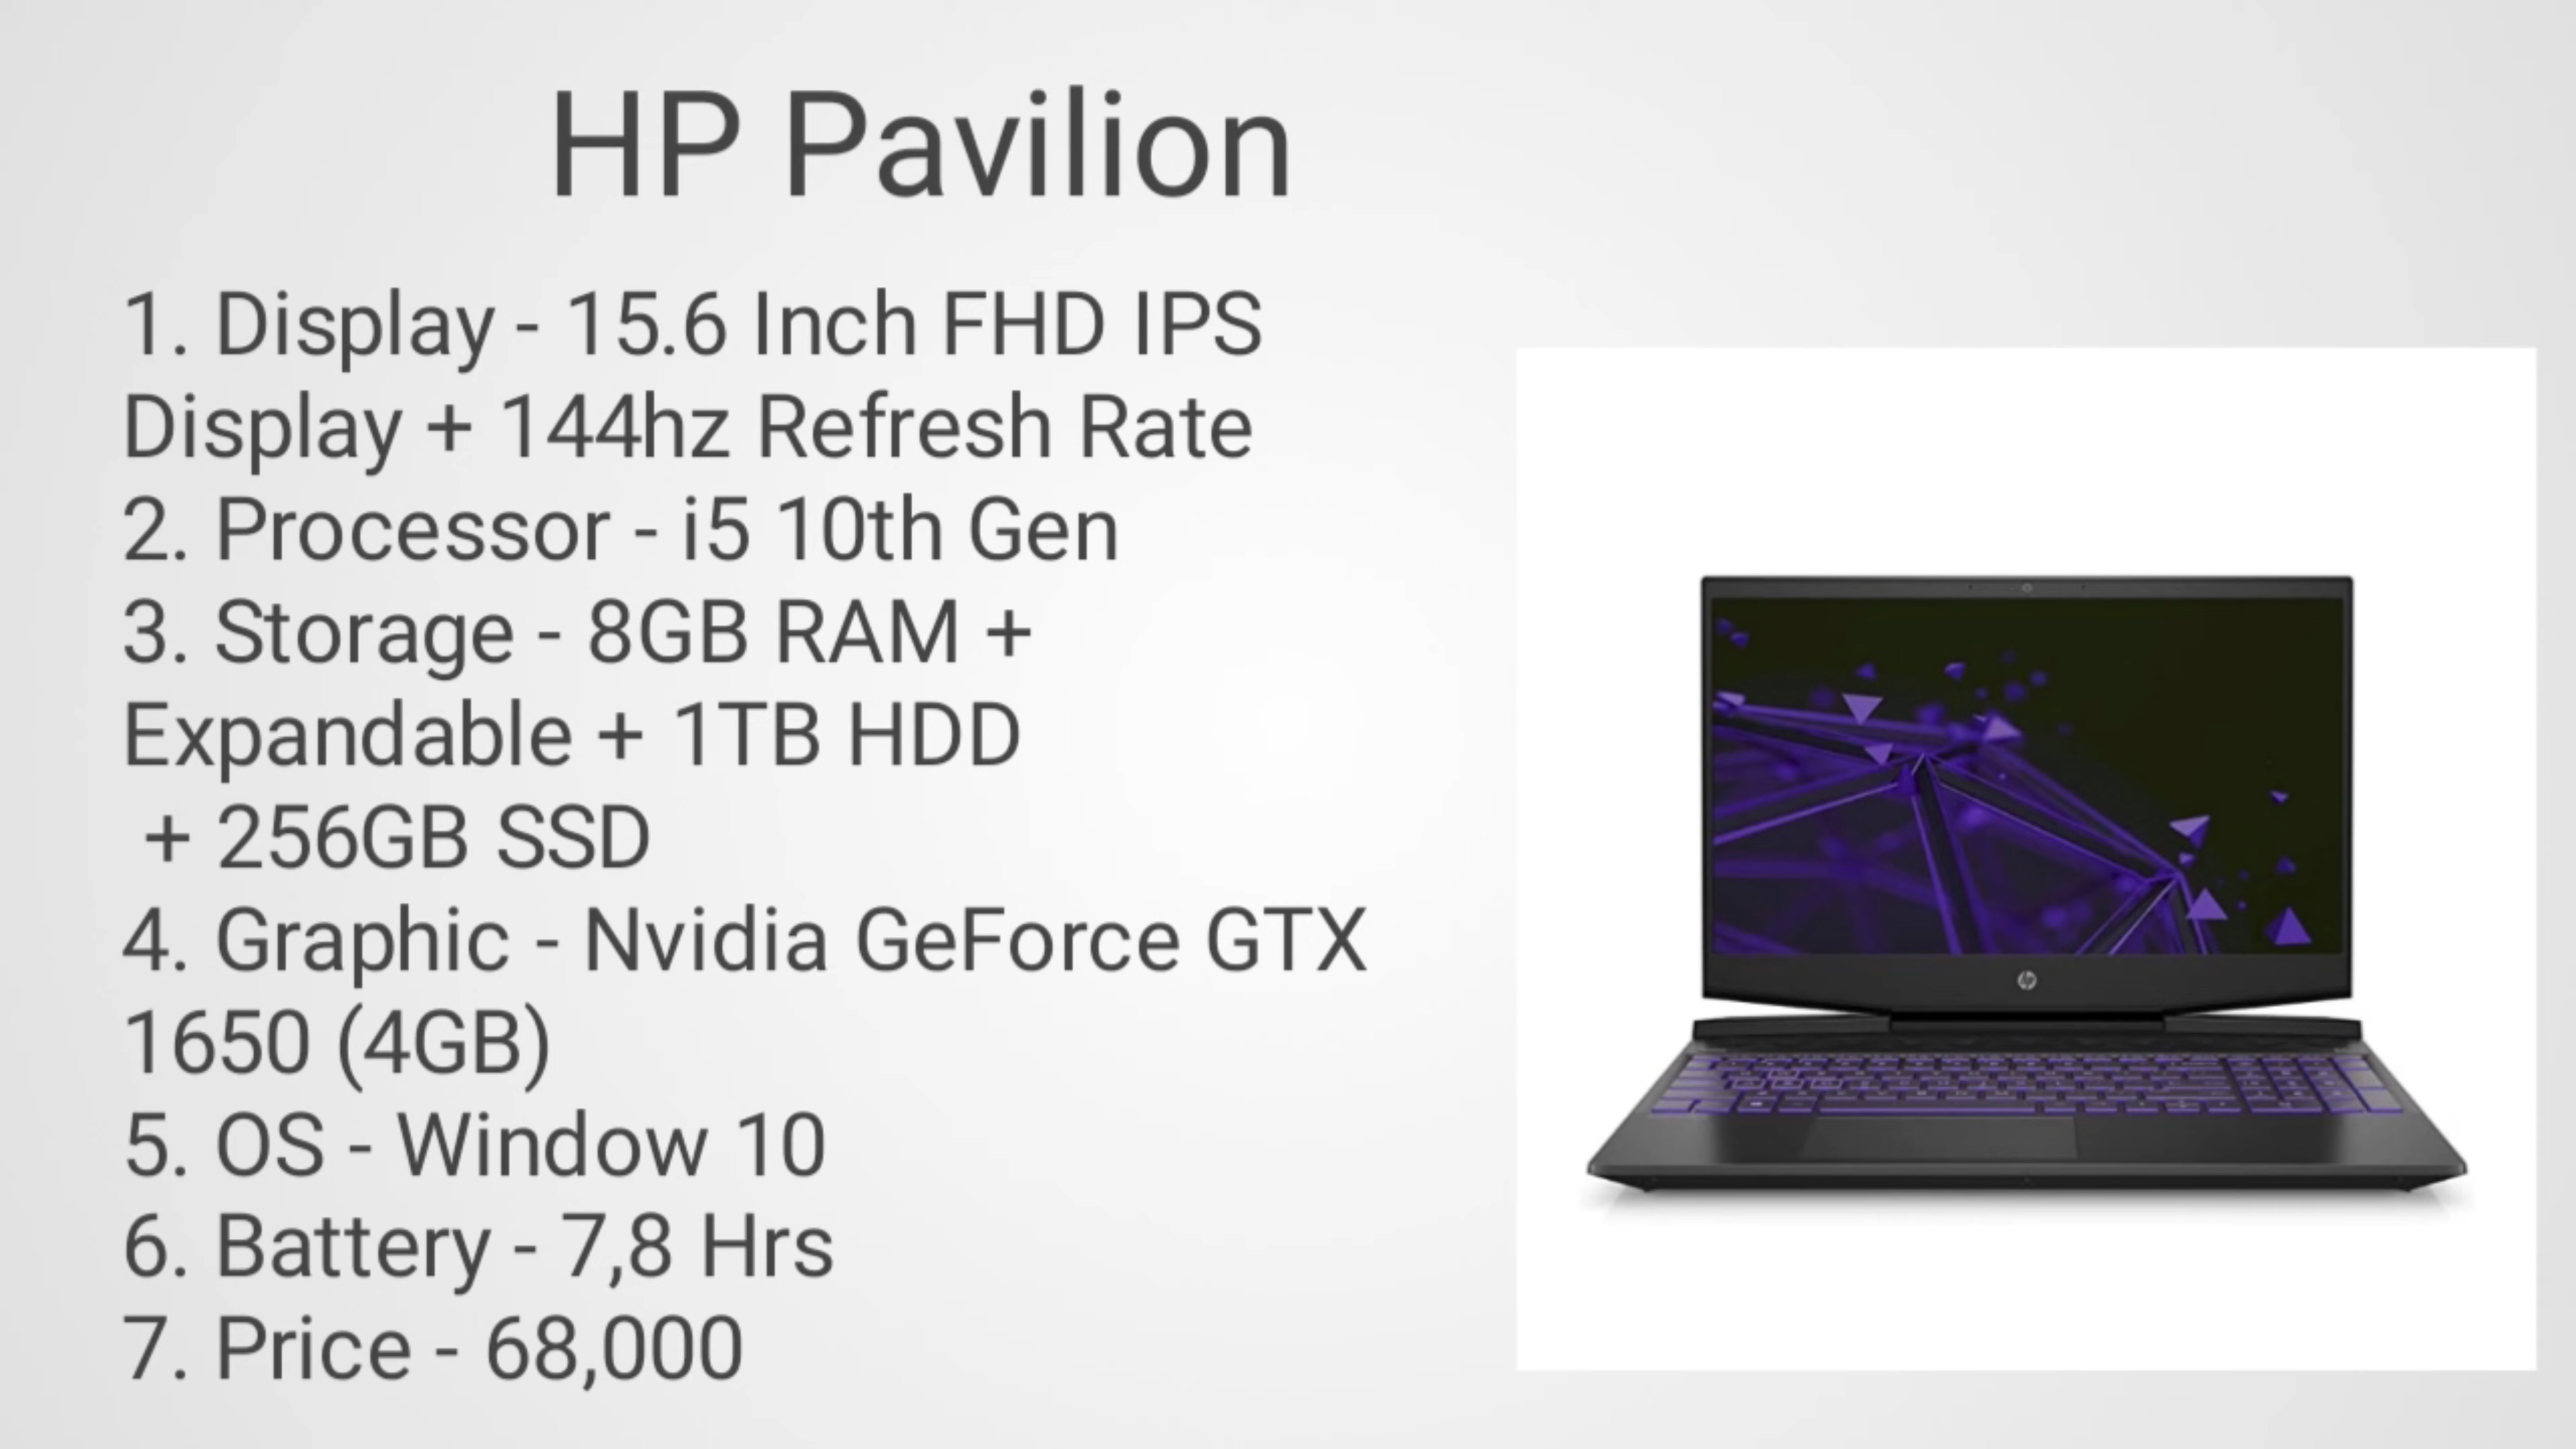 HP Pavilion
1. Display - 15.6 Inch FHD IPS
Display + 144hz Refresh Rate
2. Processor - i5 10th Gen
3. Storage - 8GB RAM +
Expandable + 1TB HDD
+ 256GB SSD
4. Graphic - Nvidia GeForce GTX
1650 (4GB)
5. OS - Window 10
6. Battery - 7,8 Hrs
7. Price - 68,000
hp